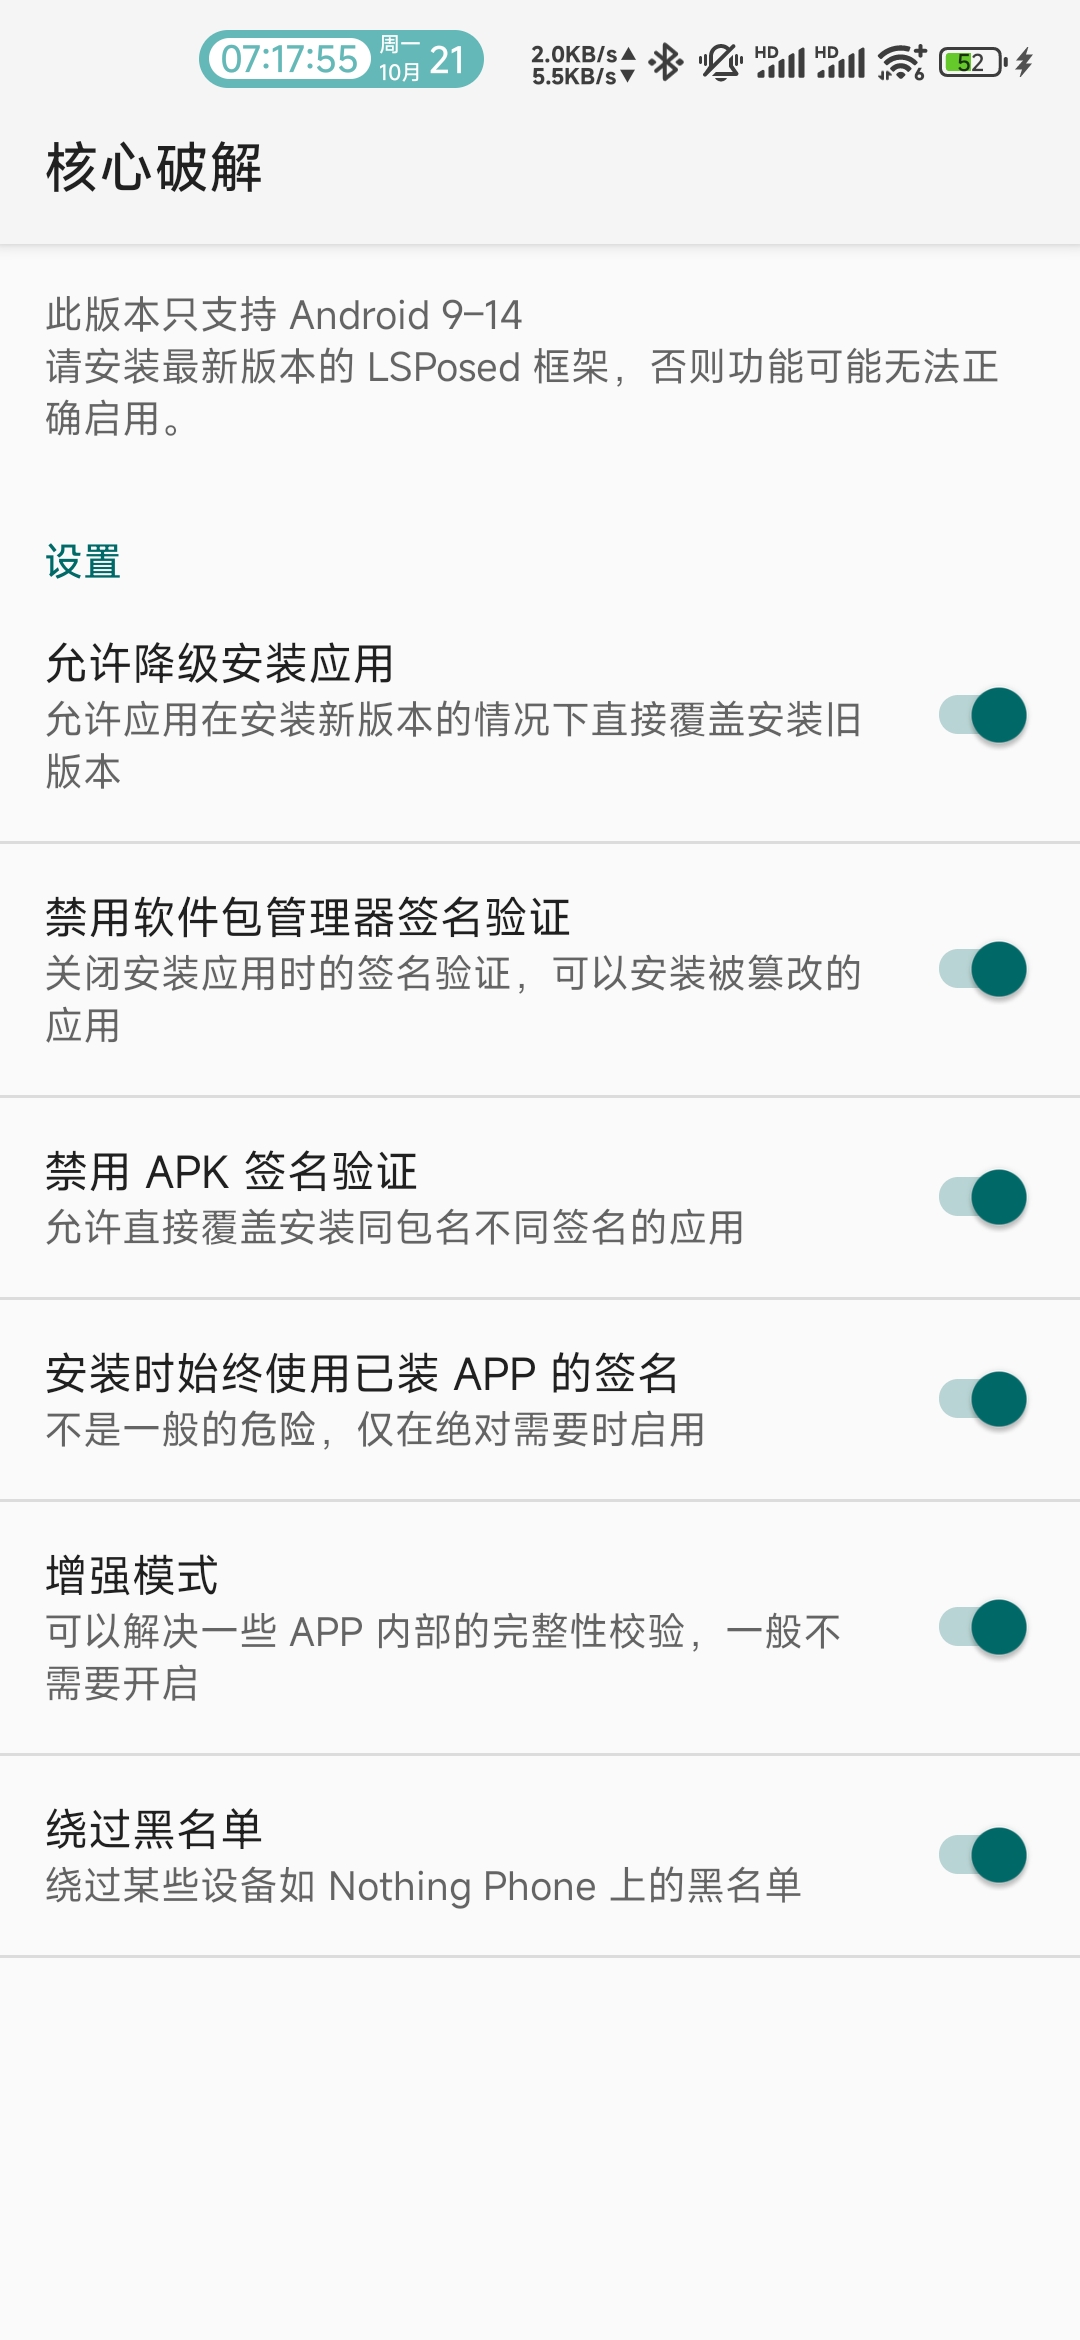 07:17:55 周一 10月 21 2.0KB/s 5.5KB/s HD HD 6 52
核心破解
此版本只支持 Android 9–14
请安装最新版本的 LSPosed 框架，否则功能可能无法正
确启用。
设置
允许降级安装应用
允许应用在安装新版本的情况下直接覆盖安装旧
版本
禁用软件包管理器签名验证
关闭安装应用时的签名验证，可以安装被篡改的
应用
禁用 APK 签名验证
允许直接覆盖安装同包名不同签名的应用
安装时始终使用已装 APP 的签名
不是一般的危险，仅在绝对需要时启用
增强模式
可以解决一些 APP 内部的完整性校验，一般不
需要开启
绕过黑名单
绕过某些设备如 Nothing Phone 上的黑名单